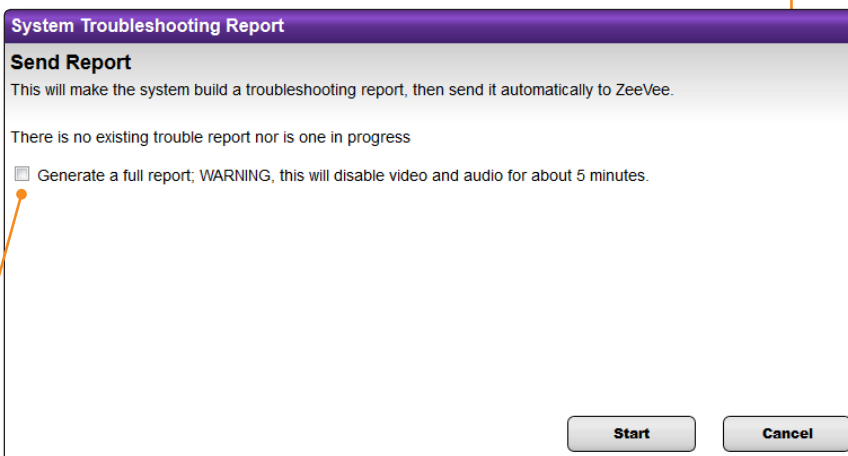 System Troubleshooting Report
Send Report
This will make the system build a troubleshooting report, then send it automatically to ZeeVee.
There is no existing trouble report nor is one in progress
Generate a full report; WARNING, this will disable video and audio for about 5 minutes.
Start Cancel